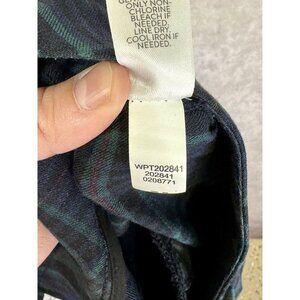 ONLY NON-
CHLORINE
BLEACH IF
NEEDED.
LINE DRY.
COOL IRON IF
NEEDED.
WPT202841
202841
0208771